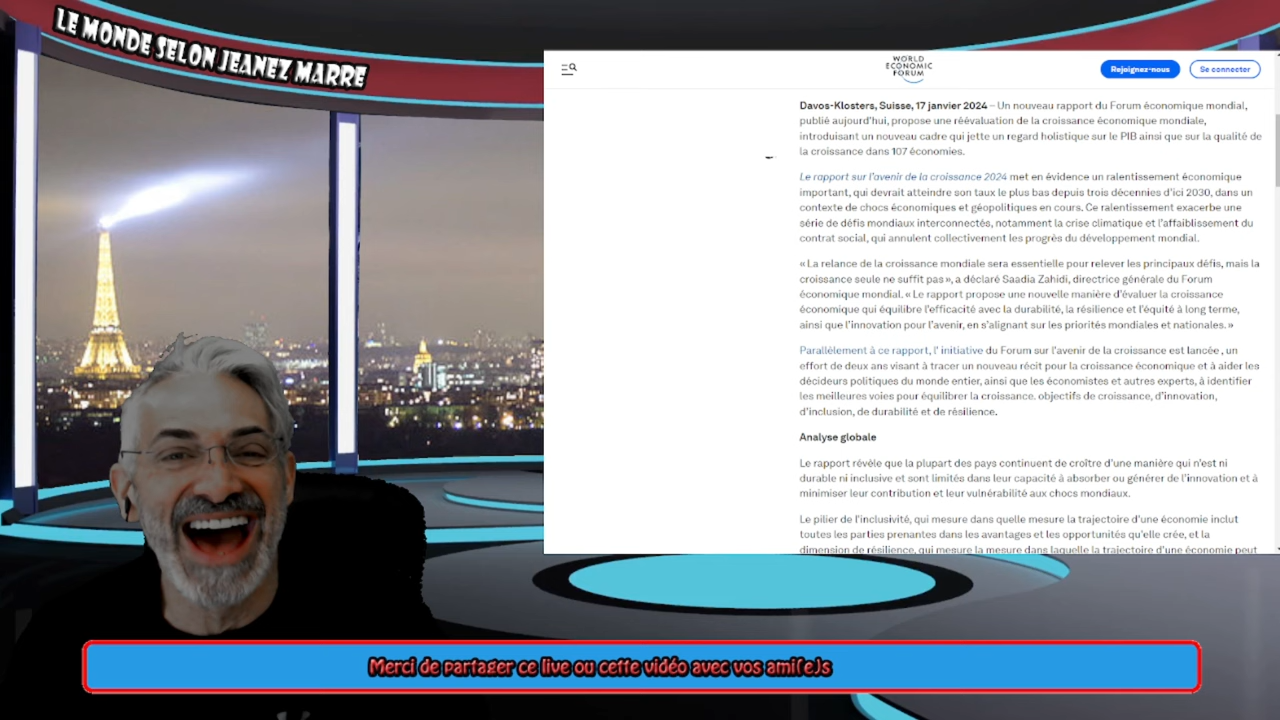 LE MONDE SELON JEANEZ MARRE
WORLD
ECONOMIC
FORUM
Rejoignez-nous
Se connecter
Davos-Klosters, Suisse, 17 janvier 2024 – Un nouveau rapport du Forum économique mondial,
publié aujourd'hui, propose une réévaluation de la croissance économique mondiale,
introduisant un nouveau cadre qui jette un regard holistique sur le PIB ainsi que sur la qualité de
la croissance dans 107 économies.
Le rapport sur l'avenir de la croissance 2024 met en évidence un ralentissement économique
important, qui devrait atteindre son taux le plus bas depuis trois décennies d'ici 2030, dans un
contexte de chocs économiques et géopolitiques en cours. Ce ralentissement exacerbe une
série de défis mondiaux interconnectés, notamment la crise climatique et l'affaiblissement du
contrat social, qui annulent collectivement les progrès du développement mondial.
« La relance de la croissance mondiale sera essentielle pour relever les principaux défis, mais la
croissance seule ne suffit pas », a déclaré Saadia Zahidi, directrice générale du Forum
économique mondial. « Le rapport propose une nouvelle manière d'évaluer la croissance
économique qui équilibre l'efficacité avec la durabilité, la résilience et l'équité à long terme,
ainsi que l'innovation pour l'avenir, en s'alignant sur les priorités mondiales et nationales. »
Parallèlement à ce rapport, l' initiative du Forum sur l'avenir de la croissance est lancée , un
effort de deux ans visant à tracer un nouveau récit pour la croissance économique et à aider les
décideurs politiques du monde entier, ainsi que les économistes et autres experts, à identifier
les meilleures voies pour équilibrer la croissance. objectifs de croissance, d'innovation,
d'inclusion, de durabilité et de résilience.
Analyse globale
Le rapport révèle que la plupart des pays continuent de croître d'une manière qui n'est ni
durable ni inclusive et sont limités dans leur capacité à absorber ou générer de l'innovation et à
minimiser leur contribution et leur vulnérabilité aux chocs mondiaux.
Le pilier de l'inclusivité, qui mesure dans quelle mesure la trajectoire d'une économie inclut
toutes les parties prenantes dans les avantages et les opportunités qu'elle crée, et la
dimension de résilience, qui mesure la mesure dans laquelle la trajectoire d'une économie peut
Merci de partager ce live ou cette vidéo avec vos ami(e)s